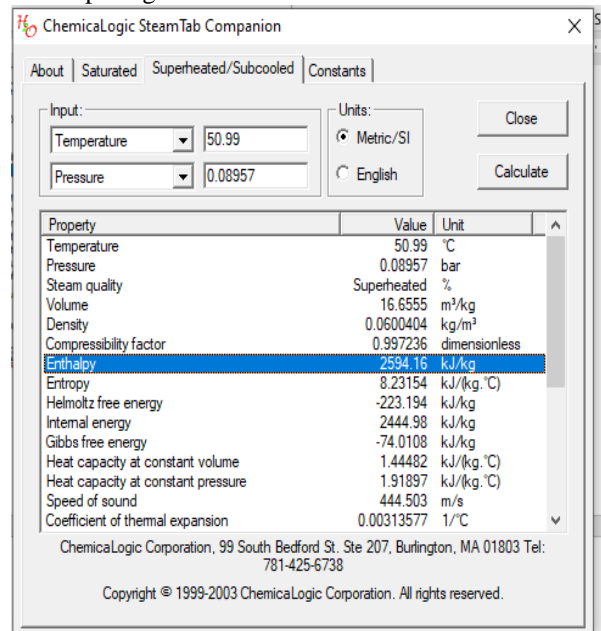 ChemicaLogic SteamTab Companion
About Saturated Superheated/Subcooled Constants
Input: Units:
Temperature 50.99 Metric/SI Close
Pressure 0.08957 English Calculate
Property Value Unit
Temperature 50.99 °C
Pressure 0.08957 bar
Steam quality Superheated %
Volume 16.6555 m³/kg
Density 0.0600404 kg/m³
Compressibility factor 0.997236 dimensionless
Enthalpy 2594.16 kJ/kg
Entropy 8.23154 kJ/(kg.°C)
Helmoltz free energy -223.194 kJ/kg
Internal energy 2444.98 kJ/kg
Gibbs free energy -74.0108 kJ/kg
Heat capacity at constant volume 1.44482 kJ/(kg.°C)
Heat capacity at constant pressure 1.91897 kJ/(kg.°C)
Speed of sound 444.503 m/s
Coefficient of thermal expansion 0.00313577 1/°C
ChemicaLogic Corporation, 99 South Bedford St. Ste 207, Burlington, MA 01803 Tel:
781-425-6738
Copyright © 1999-2003 ChemicaLogic Corporation. All rights reserved.